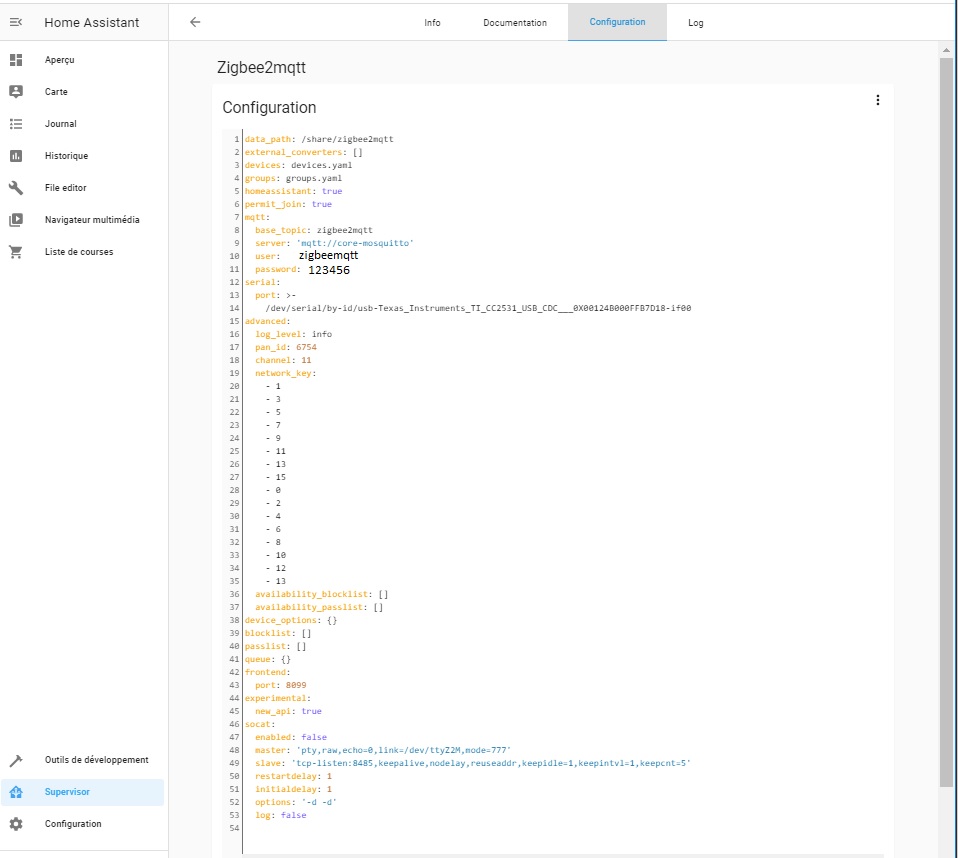 Home Assistant
Info
Documentation
Configuration
Log
Aperçu
Carte
Journal
Historique
File editor
Navigateur multimédia
Liste de courses
Outils de développement
Supervisor
Configuration
Zigbee2mqtt
Configuration
1 data_path: /share/zigbee2mqtt
2 external_converters: []
3 devices: devices.yaml
4 groups: groups.yaml
5 homeassistant: true
6 permit_join: true
7 mqtt:
8   base_topic: zigbee2mqtt
9   server: 'mqtt://core-mosquitto'
10   user: zigbeemqtt
11   password: 123456
12 serial:
13   port: >-
14     /dev/serial/by-id/usb-Texas_Instruments_TI_CC2531_USB_CDC___0X00124B000FFB7D18-if00
15 advanced:
16   log_level: info
17   pan_id: 6754
18   channel: 11
19   network_key:
20     - 1
21     - 3
22     - 5
23     - 7
24     - 9
25     - 11
26     - 13
27     - 15
28     - 0
29     - 2
30     - 4
31     - 6
32     - 8
33     - 10
34     - 12
35     - 13
36   availability_blocklist: []
37   availability_passlist: []
38 device_options: {}
39 blocklist: []
40 passlist: []
41 queue: {}
42 frontend:
43   port: 8099
44 experimental:
45   new_api: true
46 socat:
47   enabled: false
48   master: 'pty,raw,echo=0,link=/dev/ttyZ2M,mode=777'
49   slave: 'tcp-listen:8485,keepalive,nodelay,reuseaddr,keepidle=1,keepintvl=1,keepcnt=5'
50   restartdelay: 1
51   initialdelay: 1
52   options: '-d -d'
53   log: false
54